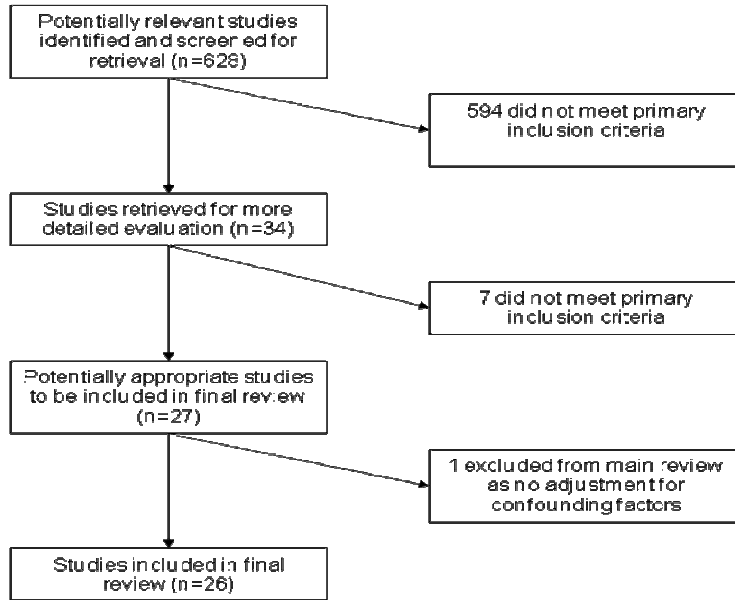 Potentially relevant studies
identified and screened for
retrieval (n=628)
594 did not meet primary
inclusion criteria
Studies retrieved for more
detailed evaluation (n=34)
7 did not meet primary
inclusion criteria
Potentially appropriate studies
to be included in final review
(n=27)
1 excluded from main review
as no adjustment for
confounding factors
Studies included in final
review (n=26)